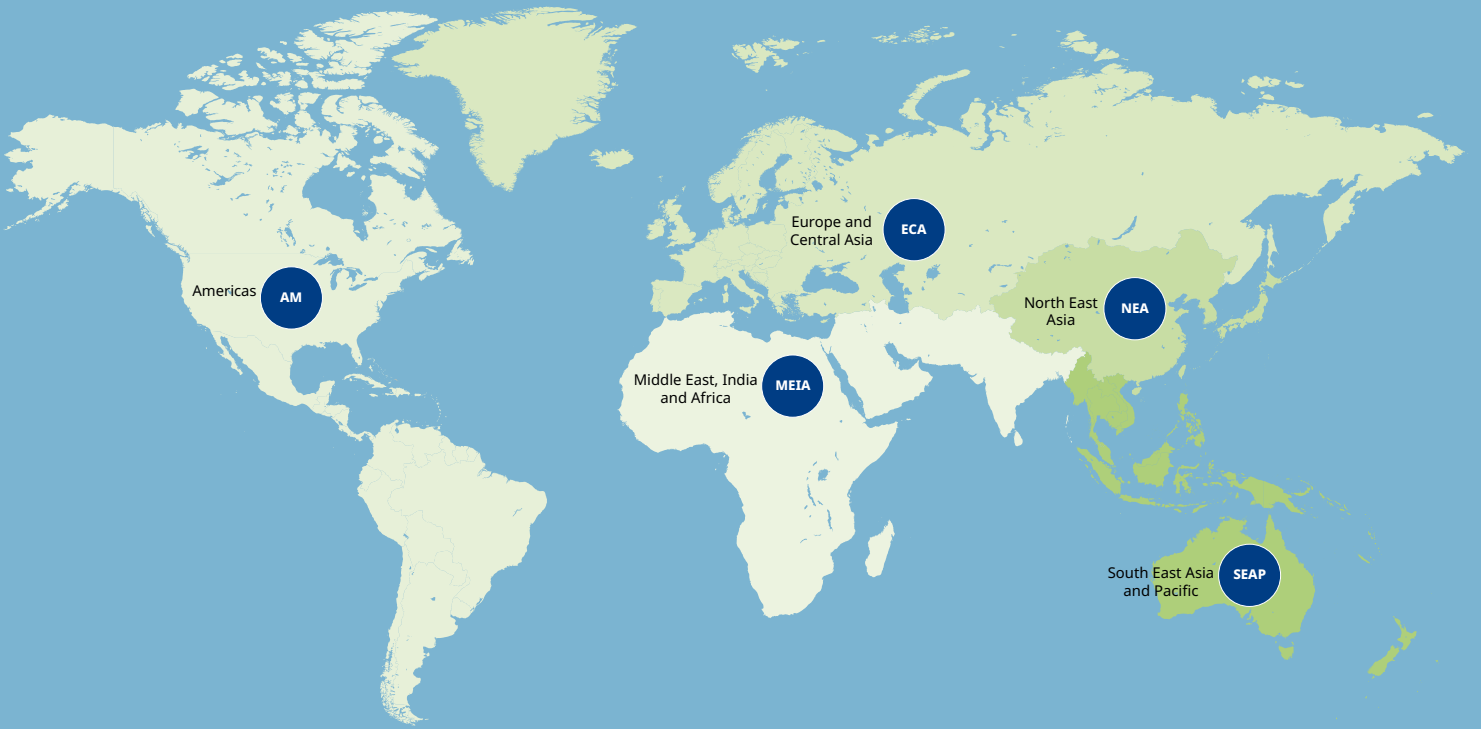 Europe and
Central Asia
ECA
Americas
AM
North East
Asia
NEA
Middle East, India
and Africa
MEIA
South East Asia
and Pacific
SEAP